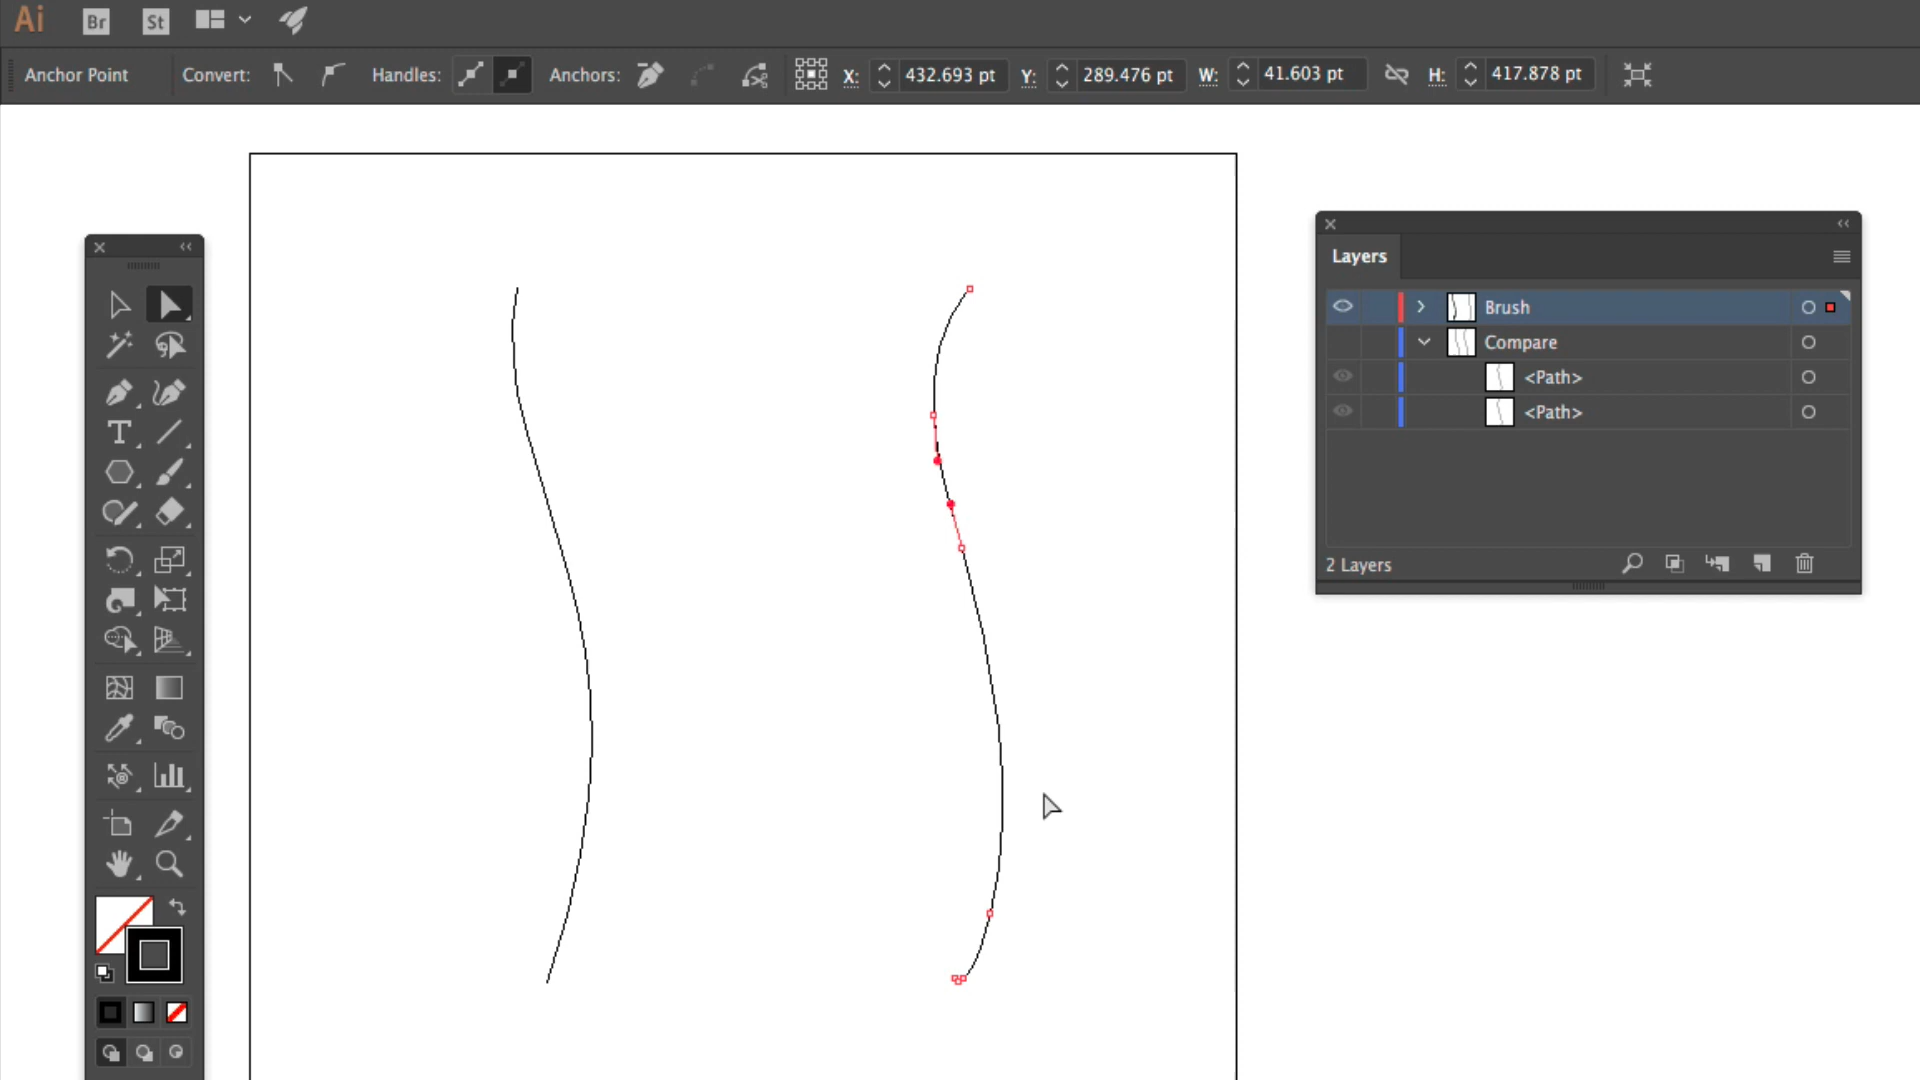 Ai Br St
Anchor Point Convert: Handles: Anchors: X: 432.693 pt Y: 289.476 pt W: 41.603 pt H: 417.878 pt
Layers
Brush
Compare
<Path>
<Path>
2 Layers